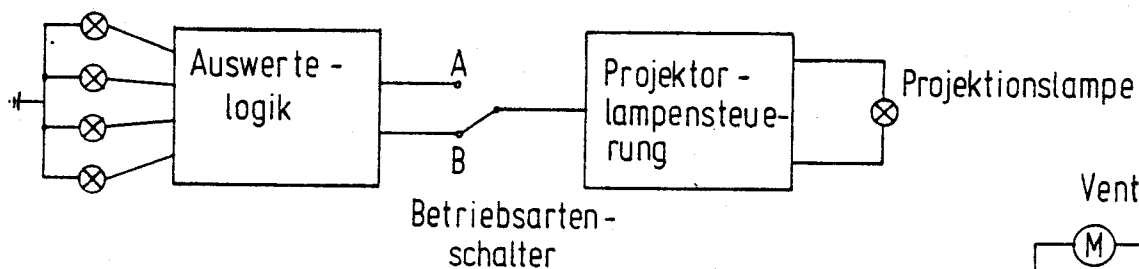 Auswerte-
logik
A
B
Betriebsarten-
schalter
Projektor-
lampensteue-
rung
Projektionslampe
Vent
M